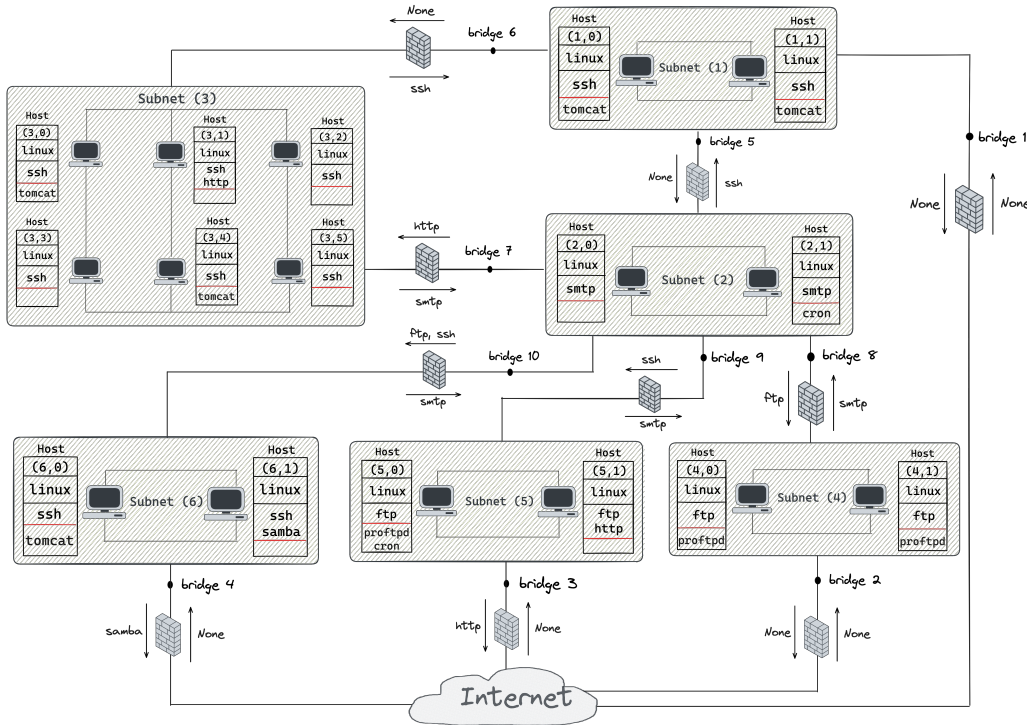 None
bridge 6
ssh
Host
(1,0)
linux
ssh
tomcat
Subnet (1)
Host
(1,1)
linux
ssh
tomcat
bridge 1
None
None
Subnet (3)
Host
(3,0)
linux
ssh
tomcat
Host
(3,1)
linux
ssh
http
Host
(3,2)
linux
ssh
Host
(3,3)
linux
ssh
Host
(3,4)
linux
ssh
tomcat
Host
(3,5)
linux
ssh
bridge 5
None
ssh
http
bridge 7
smtp
Host
(2,0)
linux
smtp
Subnet (2)
Host
(2,1)
linux
smtp
cron
ftp, ssh
bridge 10
smtp
bridge 9
ssh
smtp
bridge 8
ftp
smtp
Host
(6,0)
linux
ssh
tomcat
Subnet (6)
Host
(6,1)
linux
ssh
samba
Host
(5,0)
linux
ftp
proftpd
cron
Subnet (5)
Host
(5,1)
linux
ftp
http
Host
(4,0)
linux
ftp
proftpd
Subnet (4)
Host
(4,1)
linux
ftp
proftpd
bridge 4
samba
None
bridge 3
http
None
bridge 2
None
None
Internet